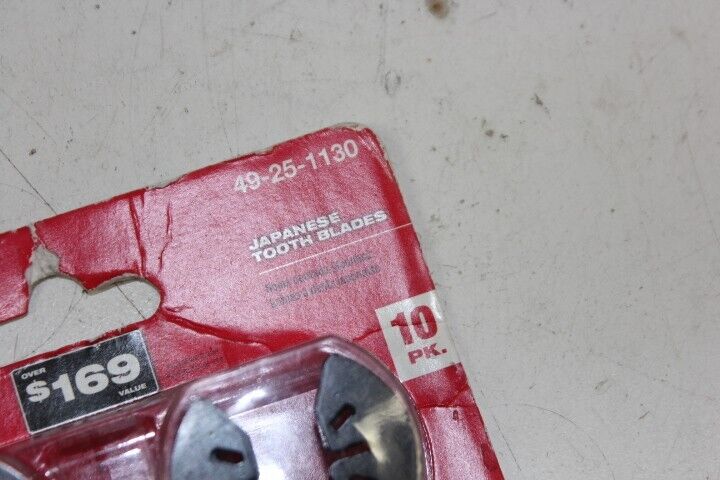 49-25-1130
JAPANESE
TOOTH BLADES
10
PK.
OVER
$169
VALUE